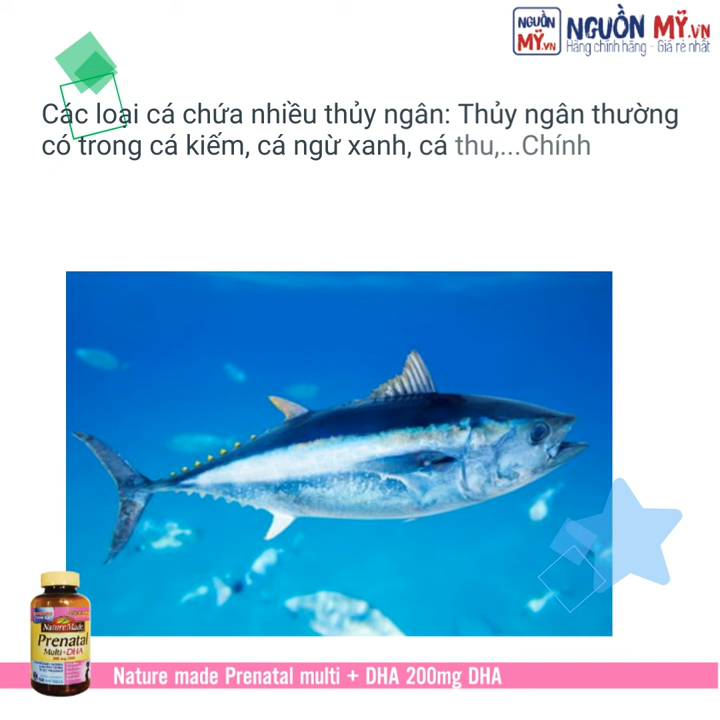 NGUỒN
MỸ.VN
NGUỒN MỸ.VN
Hàng chính hãng - Giá rẻ nhất
Các loại cá chứa nhiều thủy ngân: Thủy ngân thường
có trong cá kiếm, cá ngừ xanh, cá thu,...Chính
Nature Made
Prenatal
Multi+DHA
Nature made Prenatal multi + DHA 200mg DHA